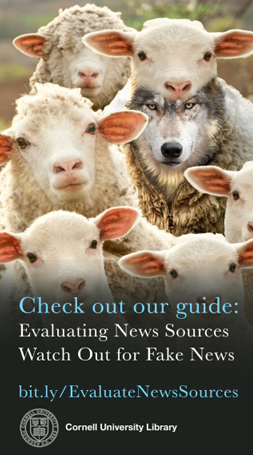 Check out our guide:
Evaluating News Sources
Watch Out for Fake News
bit.ly/EvaluateNewsSources
Cornell University Library